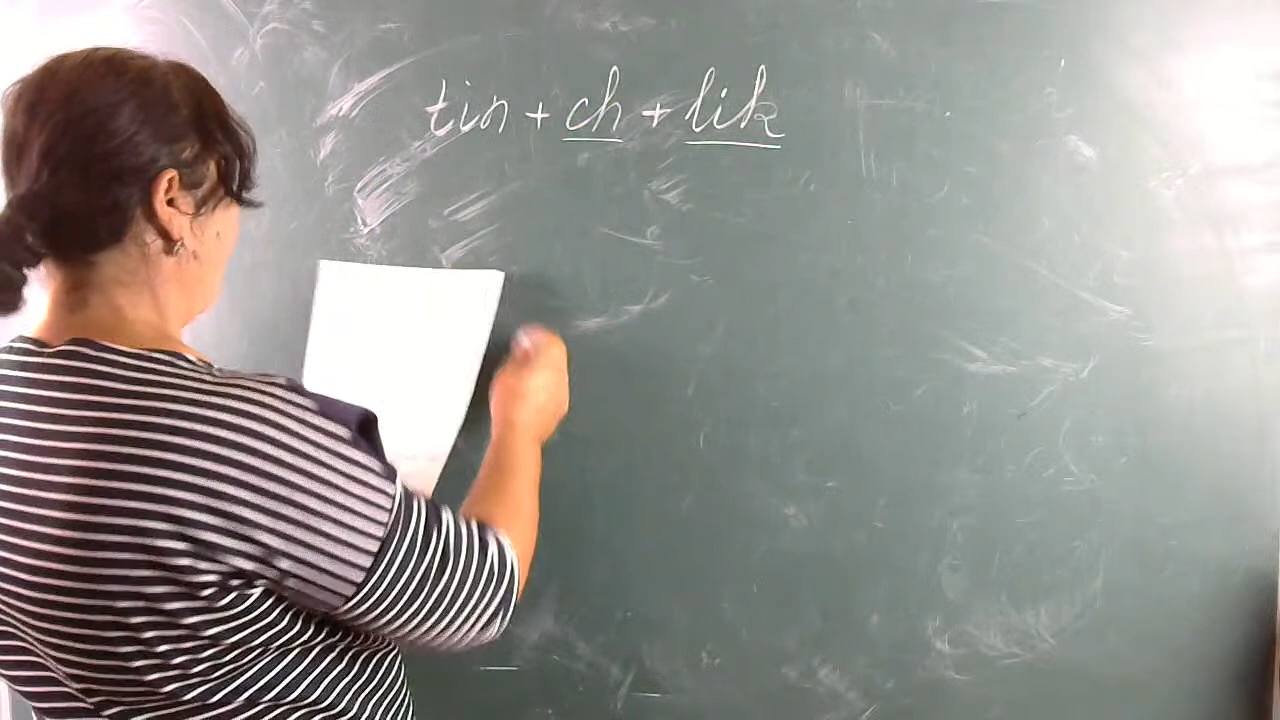 tin + ch + lik